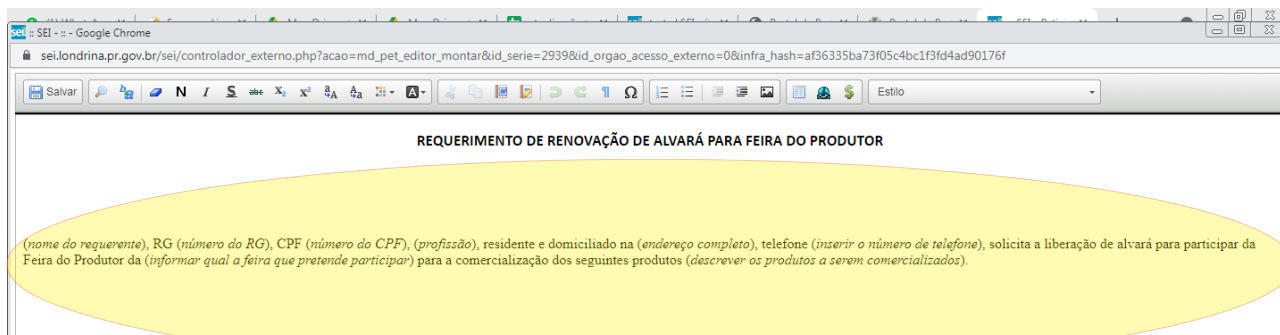 sei :: SEI - :: - Google Chrome
sei.londrina.pr.gov.br/sei/controlador_externo.php?acao=md_pet_editor_montar&id_serie=2939&id_orgao_acesso_externo=0&infra_hash=af36335ba73f05c4bc1f3fd4ad90176f
Salvar N I S abc X₂ X² Estilo
REQUERIMENTO DE RENOVAÇÃO DE ALVARÁ PARA FEIRA DO PRODUTOR
(nome do requerente), RG (número do RG), CPF (número do CPF), (profissão), residente e domiciliado na (endereço completo), telefone (inserir o número de telefone), solicita a liberação de alvará para participar da
Feira do Produtor da (informar qual a feira que pretende participar) para a comercialização dos seguintes produtos (descrever os produtos a serem comercializados).